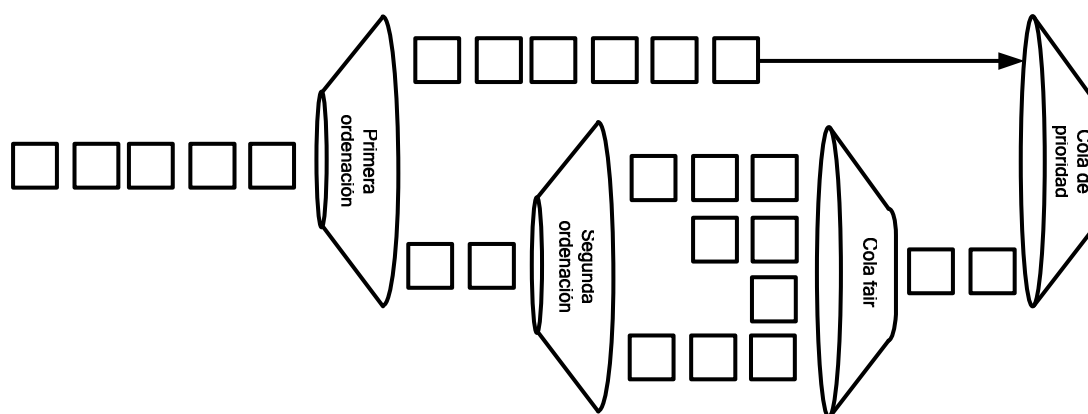 Primera
ordenación
Segunda
ordenación
Cola fair
Cola de
prioridad